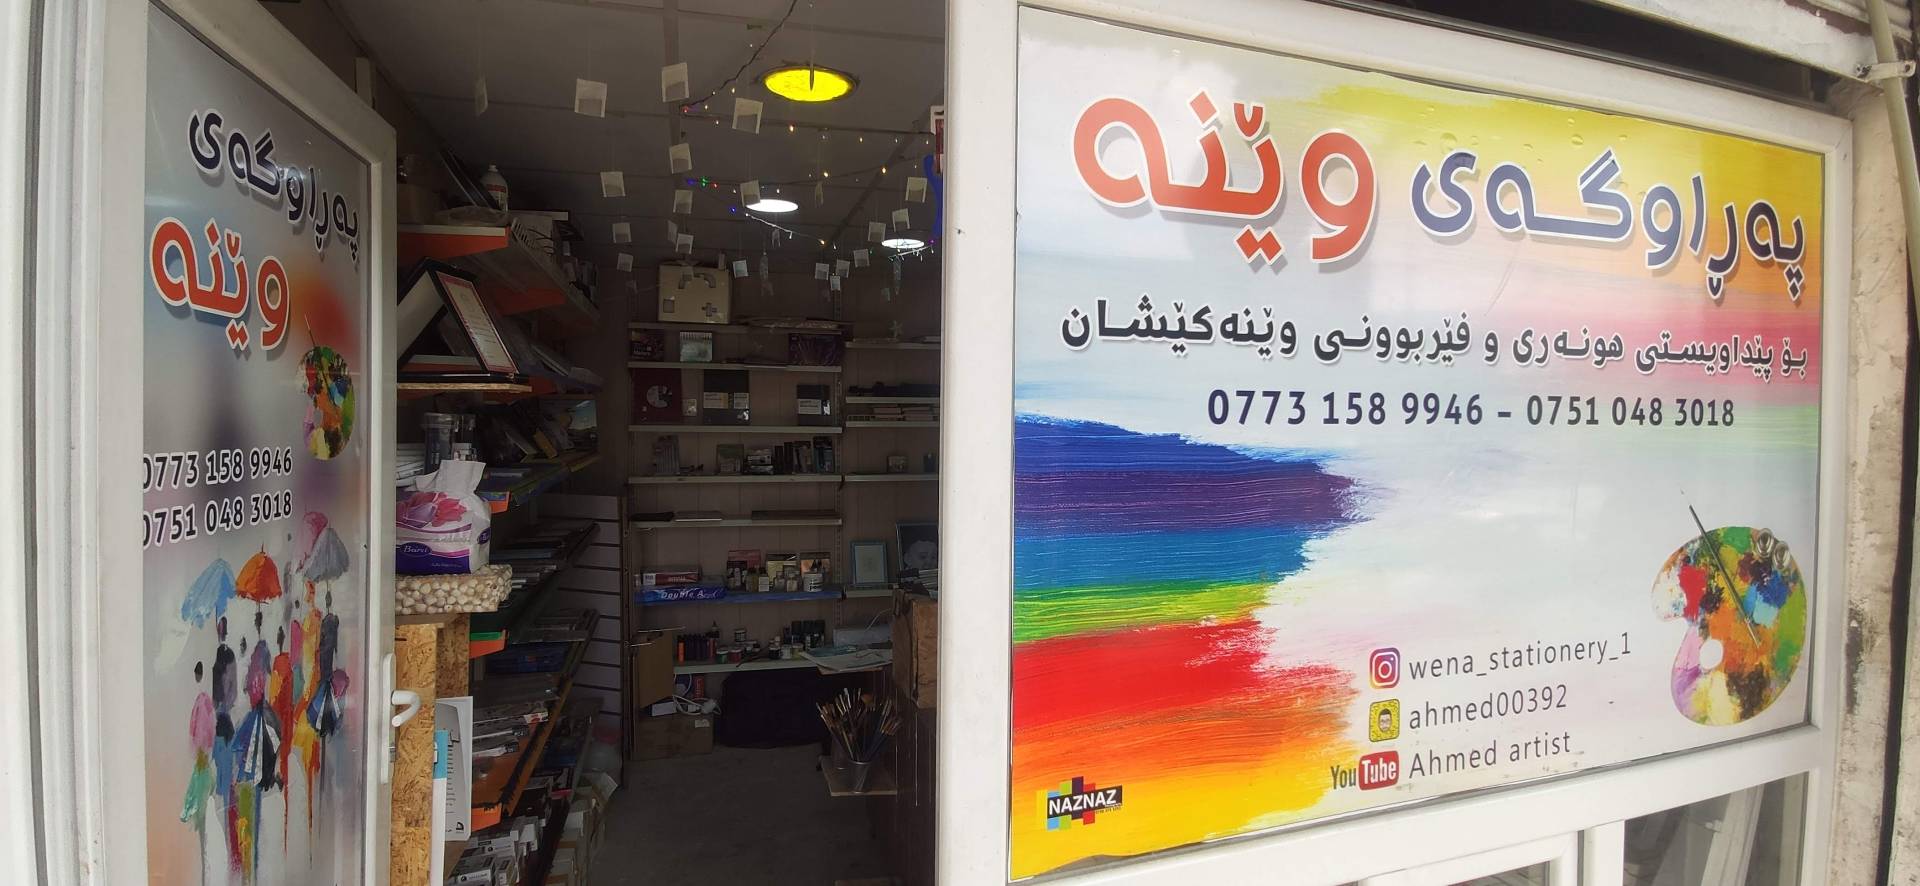 پەڕاوگەی
وێنە
0773 158 9946
0751 048 3018
پەڕاوگەی وێنە
بۆ پێداویستی هونەری و فێربوونی وێنەکێشان
0773 158 9946 - 0751 048 3018
wena_stationery_1
ahmed00392
YouTube Ahmed artist
NAZNAZ
Double A